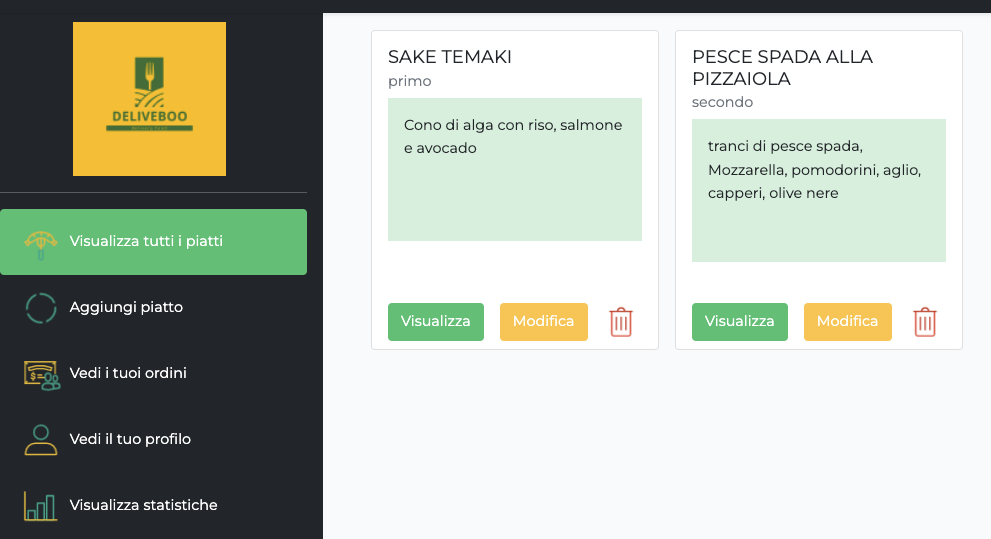 DELIVEBOO
Visualizza tutti i piatti
Aggiungi piatto
Vedi i tuoi ordini
Vedi il tuo profilo
Visualizza statistiche
SAKE TEMAKI
primo
Cono di alga con riso, salmone
e avocado
Visualizza
Modifica
PESCE SPADA ALLA
PIZZAIOLA
secondo
tranci di pesce spada,
Mozzarella, pomodorini, aglio,
capperi, olive nere
Visualizza
Modifica